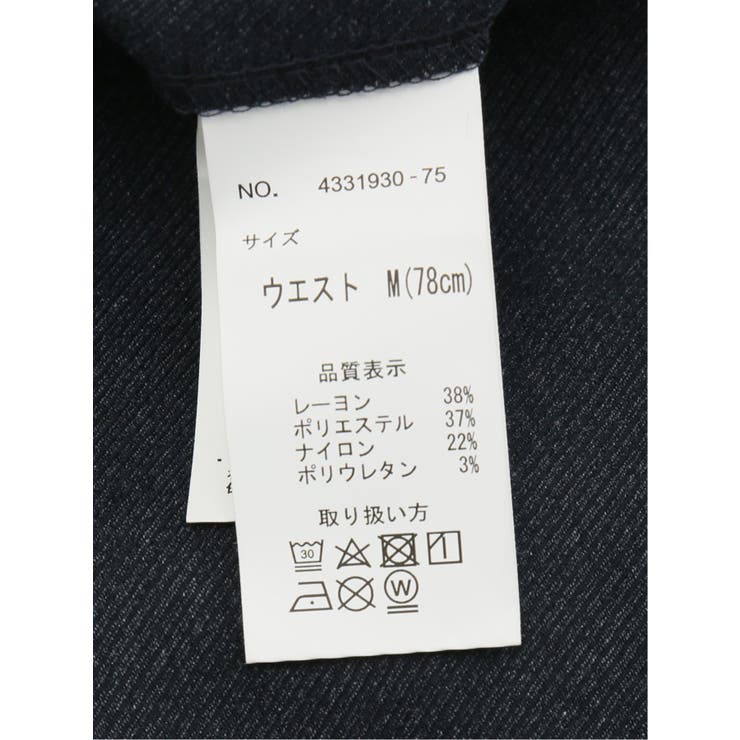 NO. 4331930-75
サイズ
ウエスト M(78cm)
品質表示
レーヨン 38%
ポリエステル 37%
ナイロン 22%
ポリウレタン 3%
取り扱い方
30
W